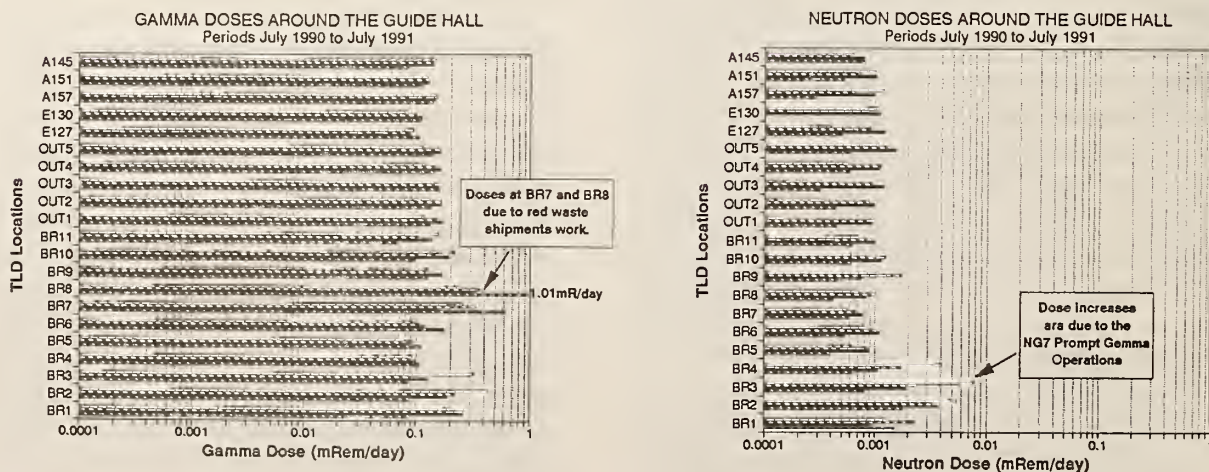 GAMMA DOSES AROUND THE GUIDE HALL
Periods July 1990 to July 1991
TLD Locations
A145
A151
A157
E130
E127
OUT5
OUT4
OUT3
OUT2
OUT1
BR11
BR10
BR9
BR8
BR7
BR6
BR5
BR4
BR3
BR2
BR1
Doses at BR7 and BR8
due to red waste
shipments work.
1.01mR/day
0.0001 0.001 0.01 0.1 1
Gamma Dose (mRem/day)
NEUTRON DOSES AROUND THE GUIDE HALL
Periods July 1990 to July 1991
TLD Locations
A145
A151
A157
E130
E127
OUT5
OUT4
OUT3
OUT2
OUT1
BR11
BR10
BR9
BR8
BR7
BR6
BR5
BR4
BR3
BR2
BR1
Dose increases
ara due to the
NG7 Prompt Gemma
Operations
0.0001 0.001 0.01 0.1 1
Neutron Dose (mRem/day)